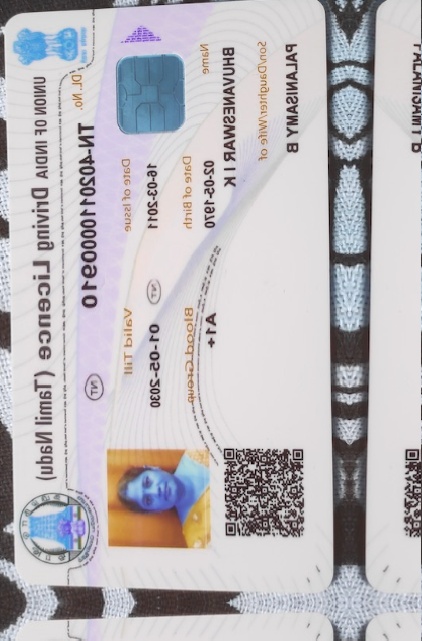 UNION OF INDIA Driving Licence (Tamil Nadu)
DL. No.
TN4020110000910
NT
Date of Issue
16-03-2011
NT
Valid Till
01-05-2030
Date of Birth
02-05-1970
Blood Group
A1+
Name
BHUVANESWARI K
Son/Daughter/Wife of
PALANISAMY B
PALANISAMY B